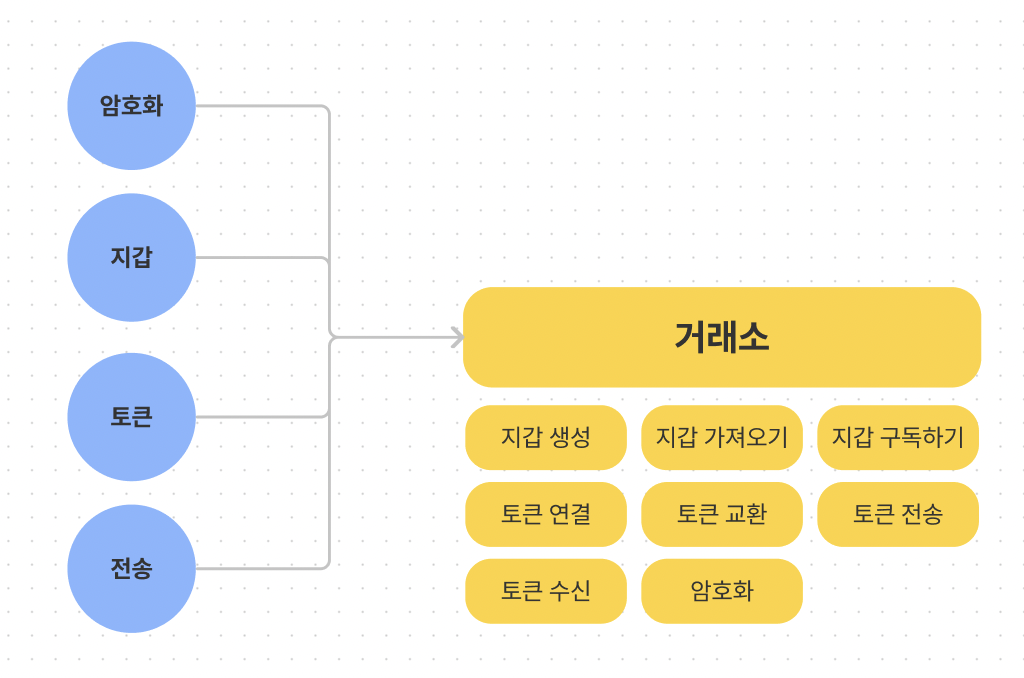 암호화
지갑
토큰
전송
거래소
지갑 생성
지갑 가져오기
지갑 구독하기
토큰 연결
토큰 교환
토큰 전송
토큰 수신
암호화